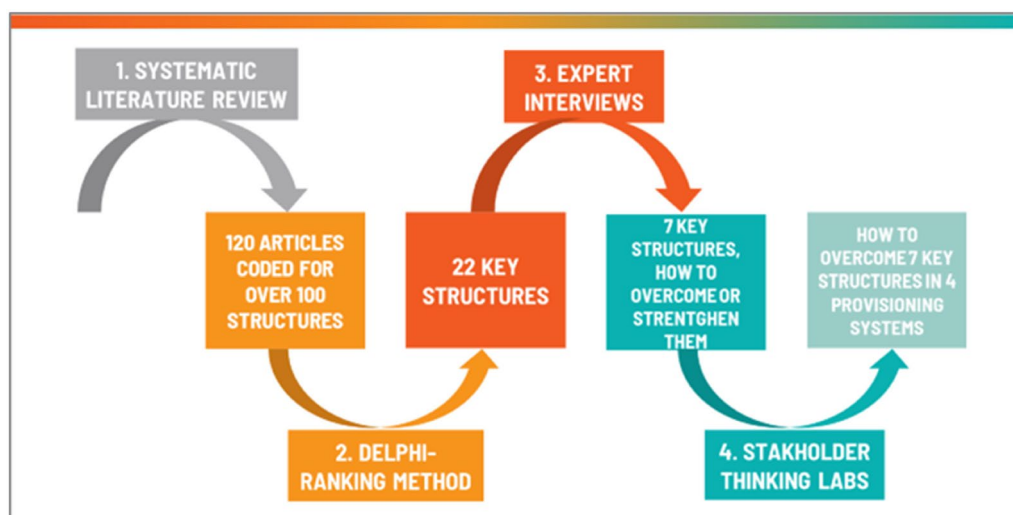 1. SYSTEMATIC
LITERATURE REVIEW
120 ARTICLES
CODED FOR
OVER 100
STRUCTURES
2. DELPHI-
RANKING METHOD
22 KEY
STRUCTURES
3. EXPERT
INTERVIEWS
7 KEY
STRUCTURES,
HOW TO
OVERCOME OR
STRENTGHEN
THEM
4. STAKHOLDER
THINKING LABS
HOW TO
OVERCOME 7 KEY
STRUCTURES IN 4
PROVISIONING
SYSTEMS